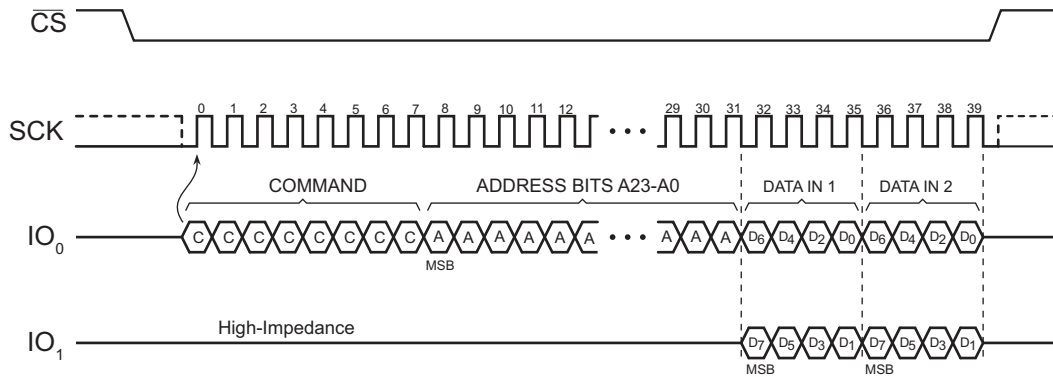 CS
SCK
0 1 2 3 4 5 6 7 8 9 10 11 12 29 30 31 32 33 34 35 36 37 38 39
COMMAND ADDRESS BITS A23-A0 DATA IN 1 DATA IN 2
IO0 C C C C C C C C A A A A A A A A A D6 D4 D2 D0 D6 D4 D2 D0
MSB
High-Impedance
IO1 D7 D5 D3 D1 D7 D5 D3 D1
MSB MSB